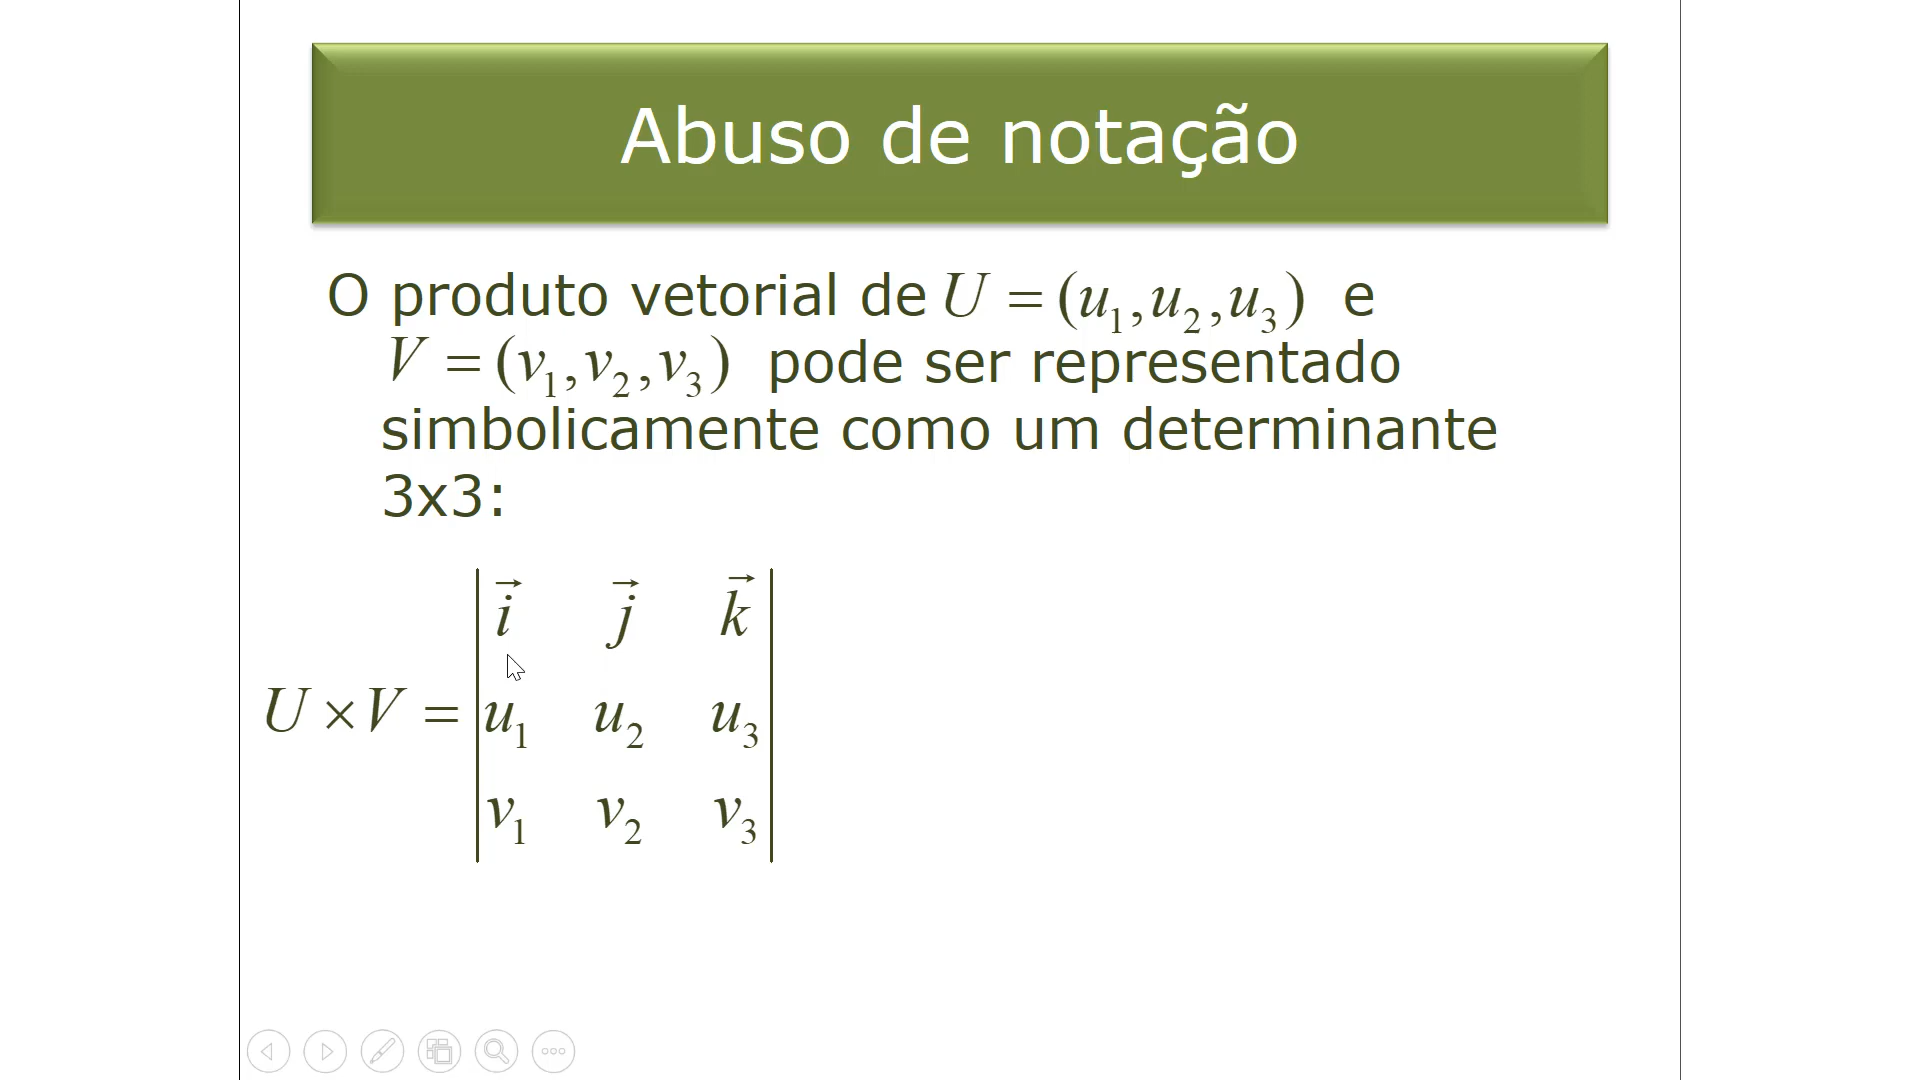 Abuso de notação
O produto vetorial de U = (u₁,u₂,u₃) e
V = (v₁,v₂,v₃) pode ser representado
simbolicamente como um determinante
3x3:
i⃗ j⃗ k⃗
U × V = | u₁ u₂ u₃ |
v₁ v₂ v₃